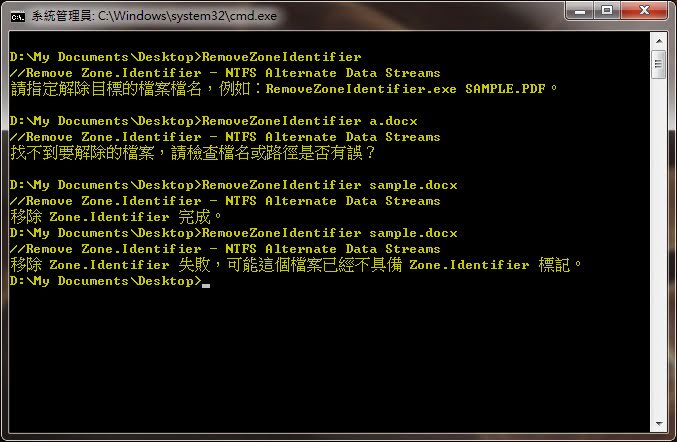 系統管理員: C:\Windows\system32\cmd.exe
D:\My Documents\Desktop>RemoveZoneIdentifier
//Remove Zone.Identifier - NTFS Alternate Data Streams
請指定解除目標的檔案檔名，例如：RemoveZoneIdentifier.exe SAMPLE.PDF。
D:\My Documents\Desktop>RemoveZoneIdentifier a.docx
//Remove Zone.Identifier - NTFS Alternate Data Streams
找不到要解除的檔案，請檢查檔名或路徑是否有誤？
D:\My Documents\Desktop>RemoveZoneIdentifier sample.docx
//Remove Zone.Identifier - NTFS Alternate Data Streams
移除 Zone.Identifier 完成。
D:\My Documents\Desktop>RemoveZoneIdentifier sample.docx
//Remove Zone.Identifier - NTFS Alternate Data Streams
移除 Zone.Identifier 失敗，可能這個檔案已經不具備 Zone.Identifier 標記。
D:\My Documents\Desktop>